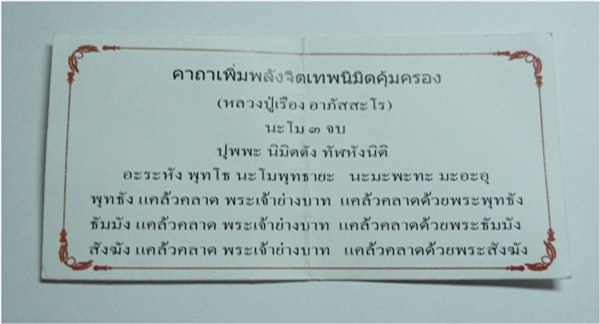 คาถาเพิ่มพลังจิตเทพนิมิตคุ้มครอง
(หลวงปู่เรือง อาภัสสะโร)
นะโม ๓ จบ
ปุพพะ นิมิตตัง ทัฬหังนิติ
อะระหัง พุทโธ นะโมพุทธายะ นะมะพะทะ มะอะอุ
พุทธัง แคล้วคลาด พระเจ้าย่างบาท แคล้วคลาดด้วยพระพุทธัง
ธัมมัง แคล้วคลาด พระเจ้าย่างบาท แคล้วคลาดด้วยพระธัมมัง
สังฆัง แคล้วคลาด พระเจ้าย่างบาท แคล้วคลาดด้วยพระสังฆัง